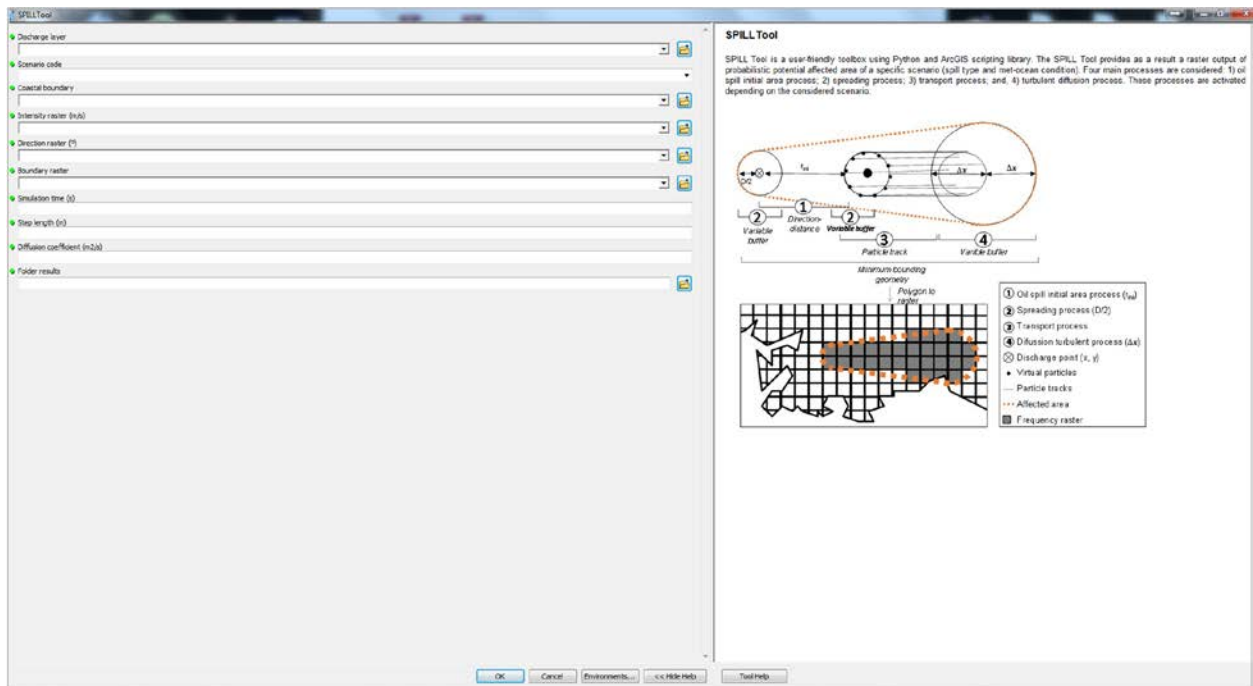 SPILLTool
Discharge layer
Scenario code
Coastal boundary
Intensity raster (m/s)
Direction raster (º)
Boundary raster
Simulation time (s)
Step length (m)
Diffusion coefficient (m2/s)
Folder results
OK
Cancel
Environments...
<< Hide Help
Tool Help
SPILL Tool
SPILL Tool is a user-friendly toolbox using Python and ArcGIS scripting library. The SPILL Tool provides as a result a raster output of
probabilistic potential affected area of a specific scenario (spill type and met-ocean condition). Four main processes are considered: 1) oil
spill initial area process; 2) spreading process; 3) transport process; and, 4) turbulent diffusion process. These processes are activated
depending on the considered scenario.
D/2
Δx
Δx
2
Variable
buffer
1
Direction-
distance
2
Variable buffer
3
Particle track
4
Varible buffer
Minimum bounding
geometry
Polygon to
raster
1 Oil spill initial area process
2 Spreading process (D/2)
3 Transport process
4 Difussion turbulent process (Δx)
Discharge point (x, y)
Virtual particles
Particle tracks
Affected area
Frequency raster